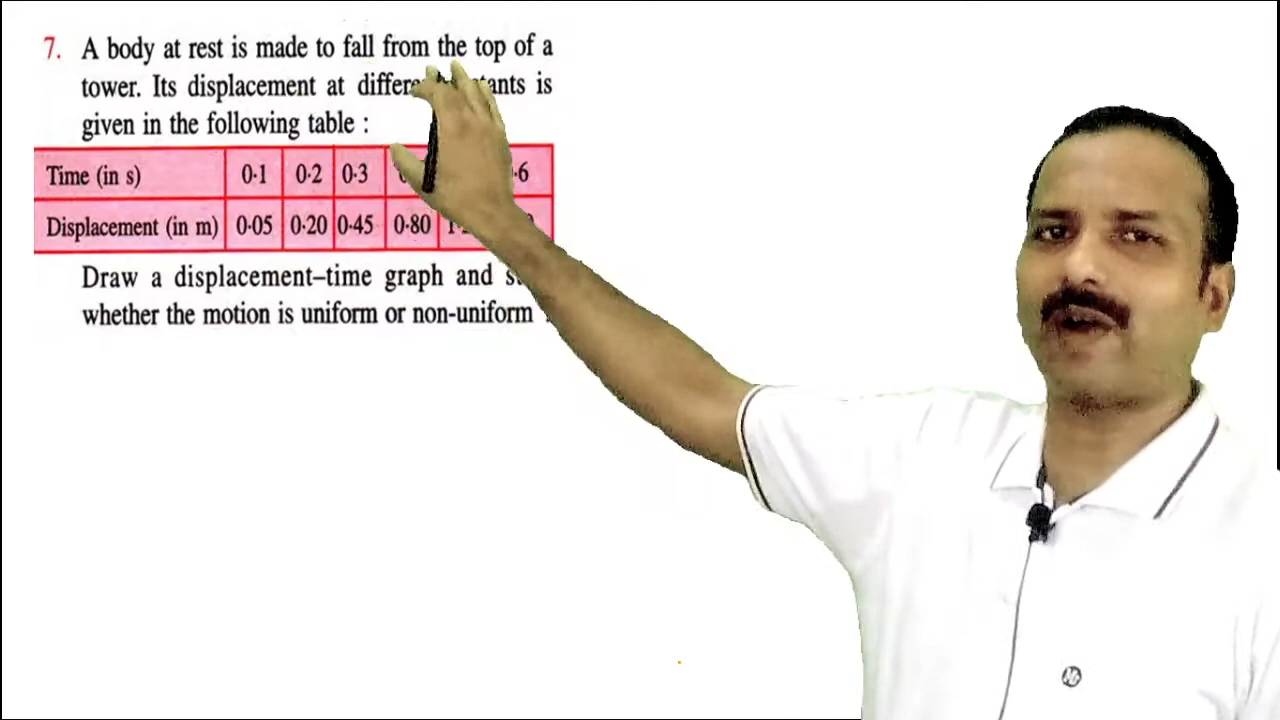 7. A body at rest is made to fall from the top of a
tower. Its displacement at is
given in the following table :
Time (in s) 0·1 0·2 0·3
Displacement (in m) 0·05 0·20 0·45 0·80
Draw a displacement–time graph and
whether the motion is uniform or non-uniform